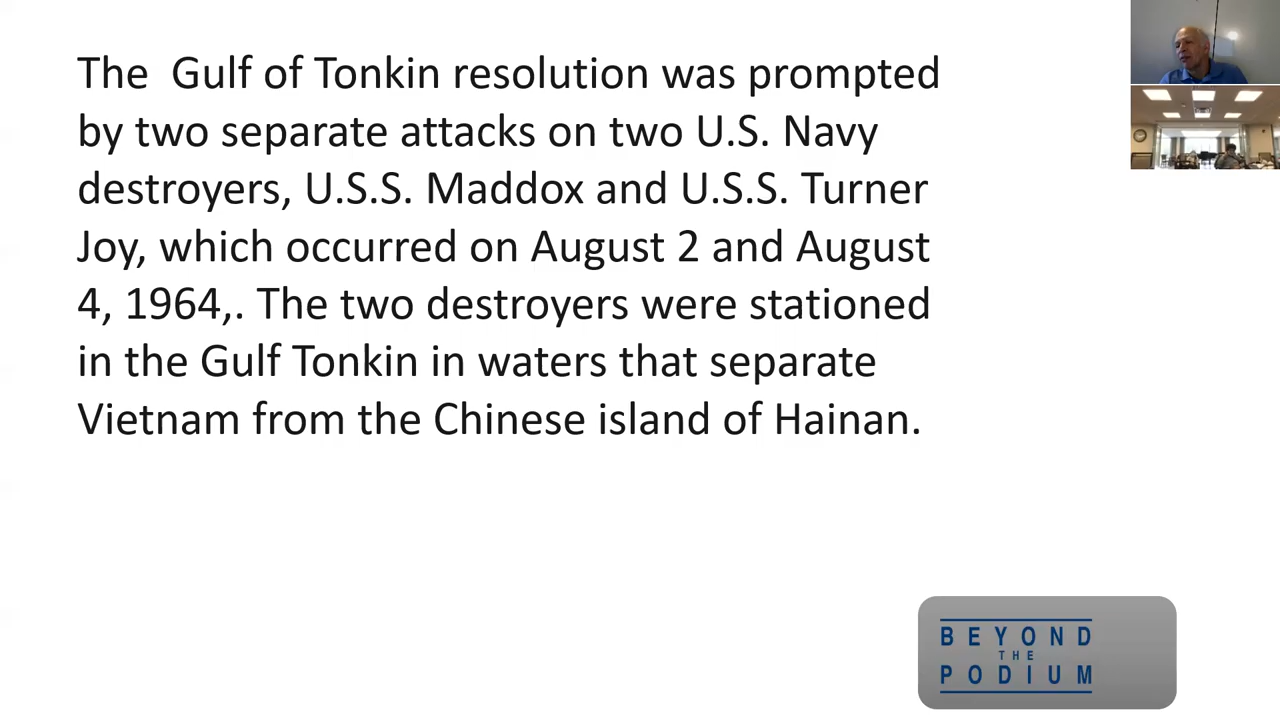 The  Gulf of Tonkin resolution was prompted
by two separate attacks on two U.S. Navy
destroyers, U.S.S. Maddox and U.S.S. Turner
Joy, which occurred on August 2 and August
4, 1964,. The two destroyers were stationed
in the Gulf Tonkin in waters that separate
Vietnam from the Chinese island of Hainan.
BEYOND
THE
PODIUM